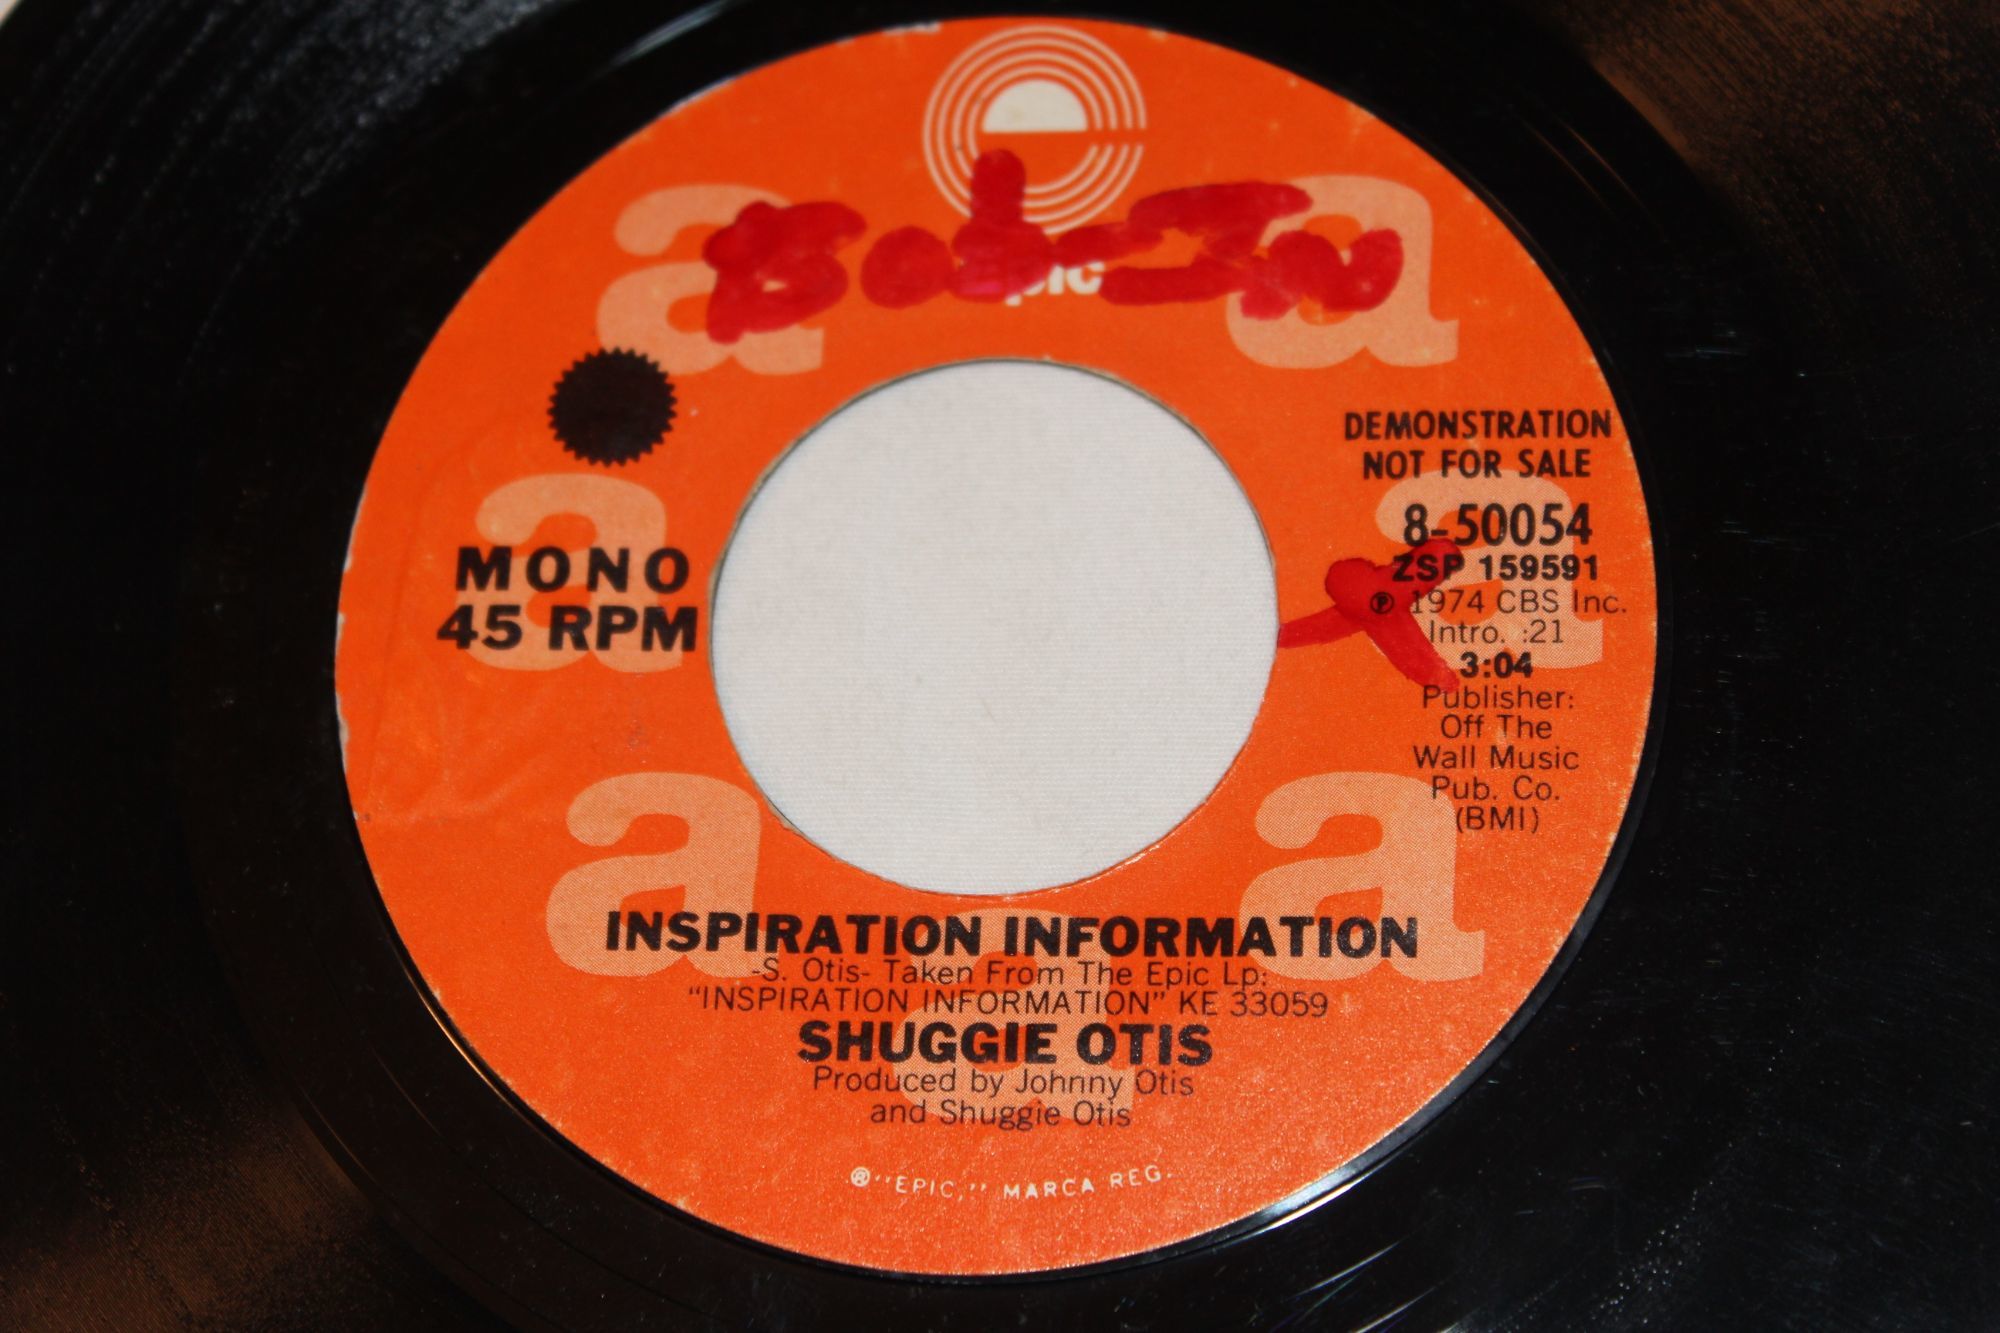 epic
DEMONSTRATION
NOT FOR SALE
8-50054
ZSP 159591
℗ 1974 CBS Inc.
Intro. :21
3:04
Publisher:
Off The
Wall Music
Pub. Co.
(BMI)
MONO
45 RPM
a
a
a
a
a
a
a
INSPIRATION INFORMATION
-S. Otis- Taken From The Epic Lp:
"INSPIRATION INFORMATION" KE 33059
SHUGGIE OTIS
Produced by Johnny Otis
and Shuggie Otis
® "EPIC," MARCA REG.